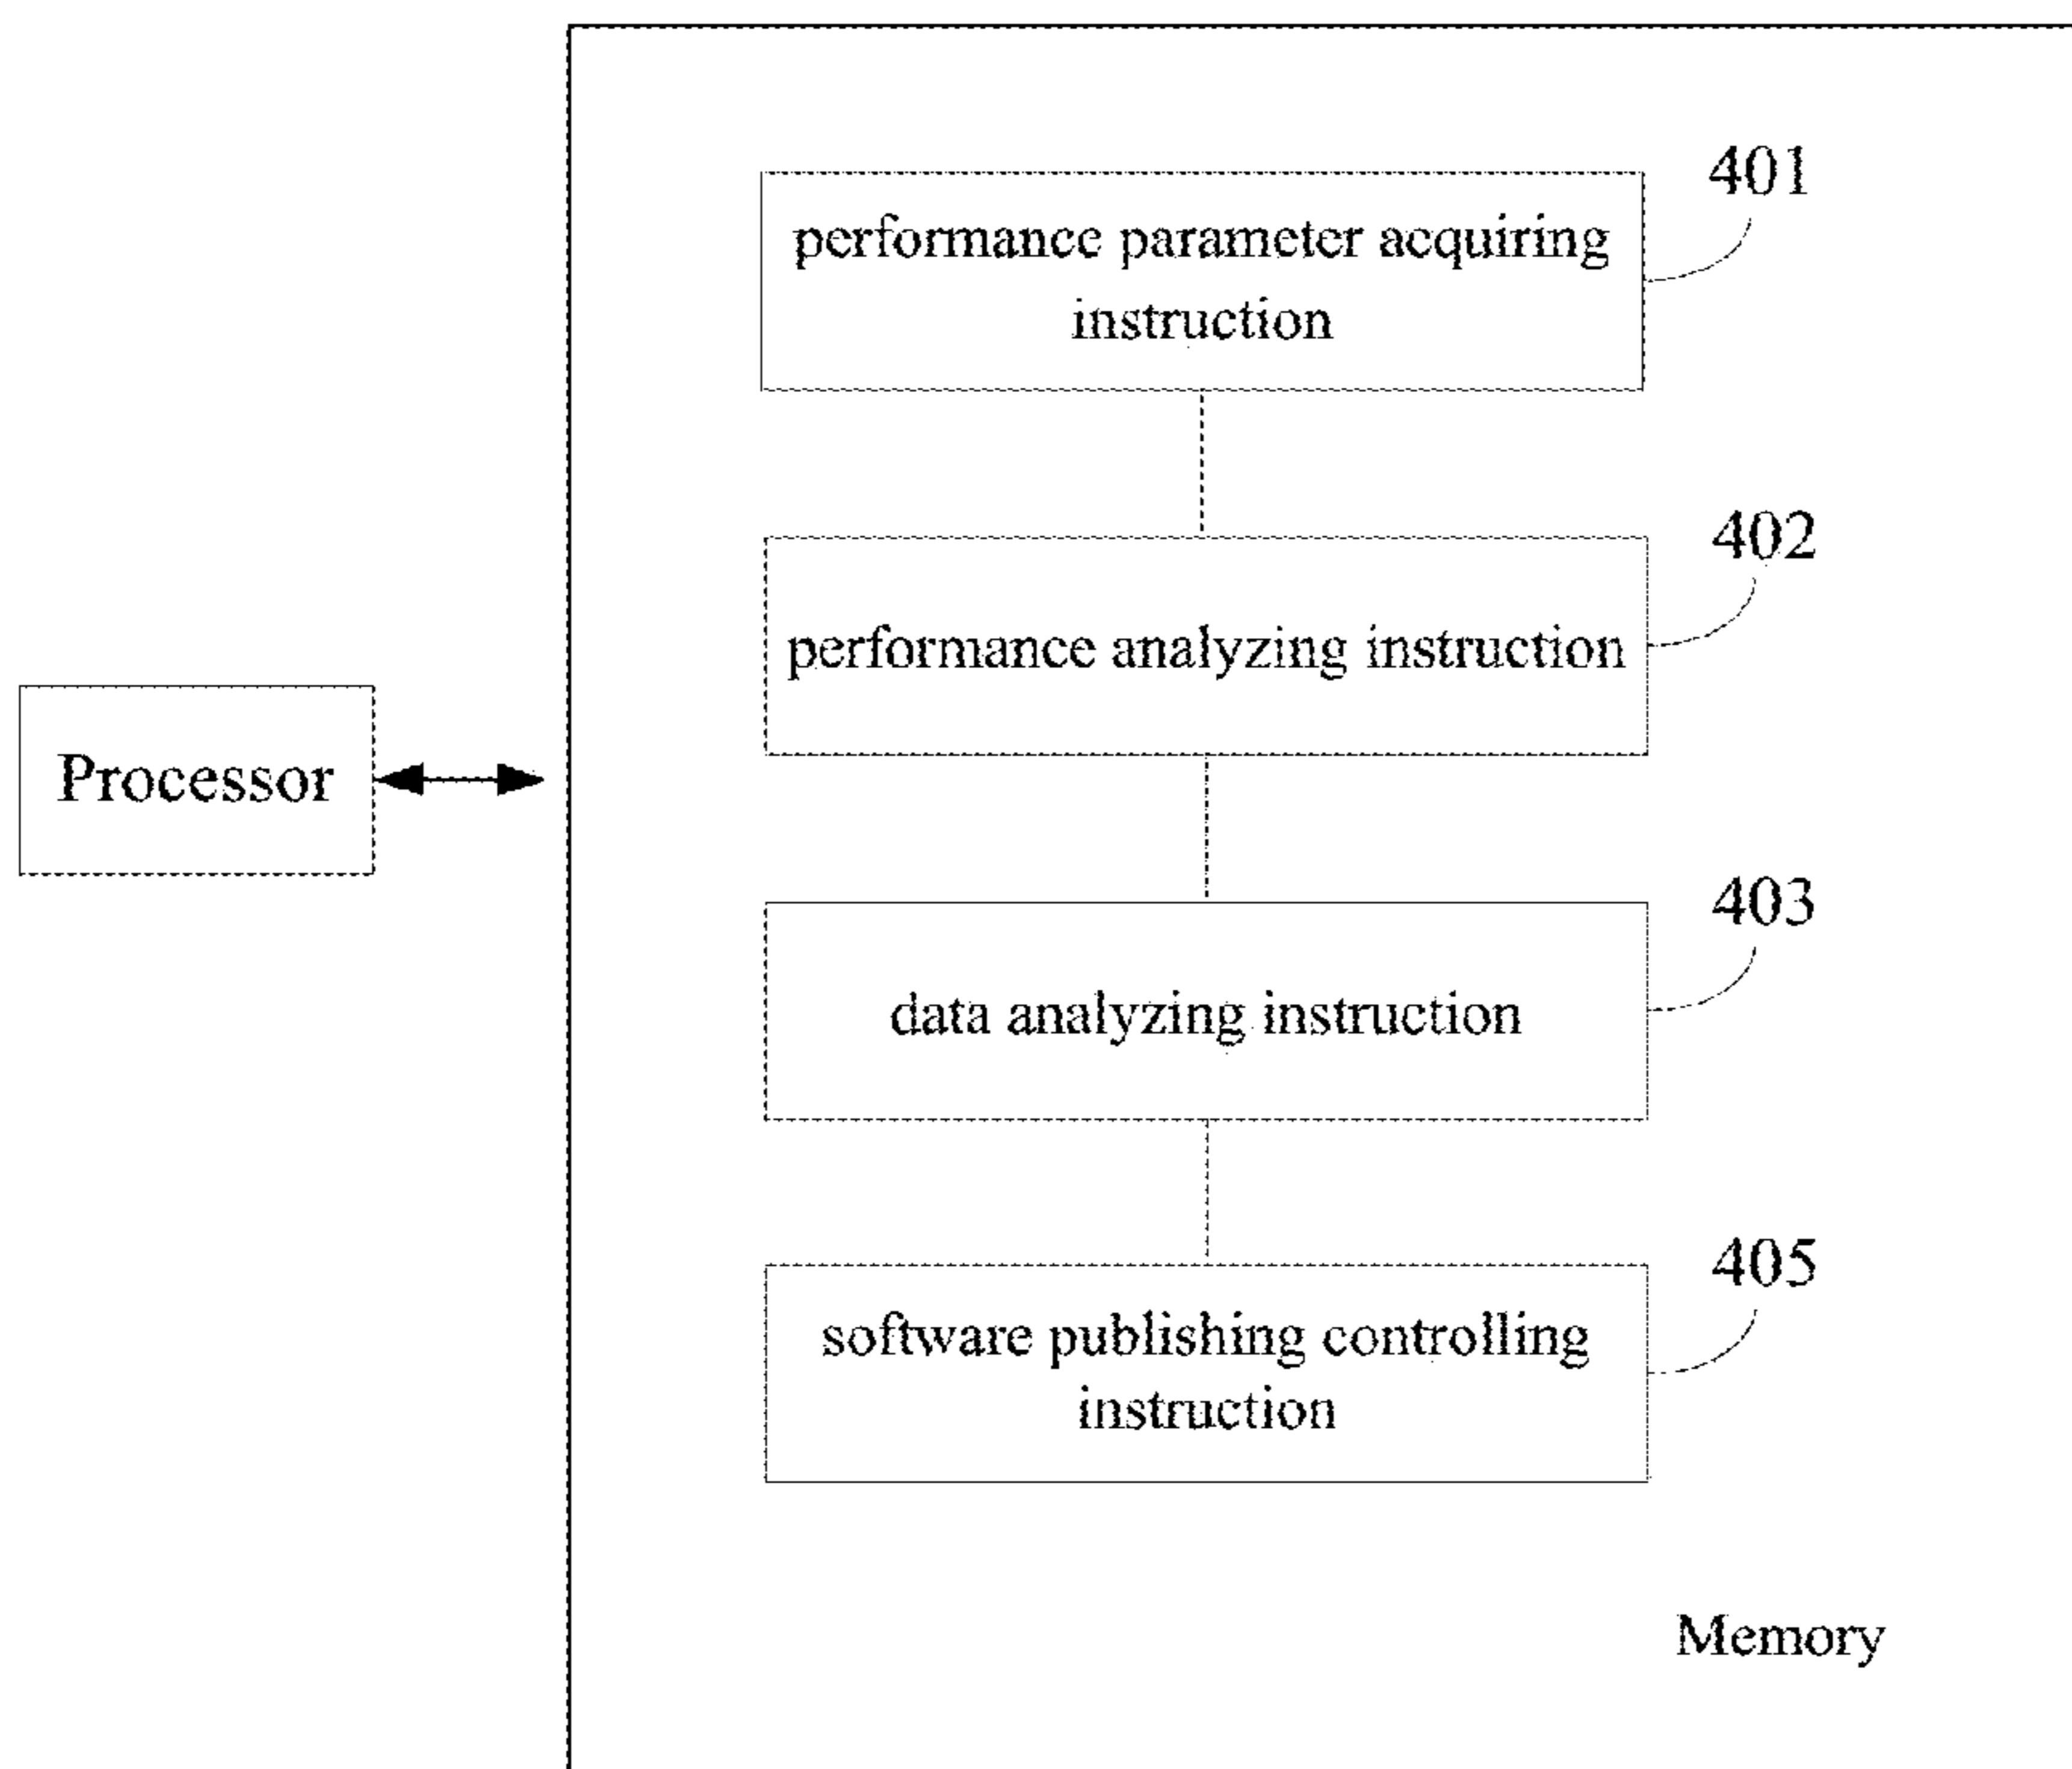 401
performance parameter acquiring
instruction
402
performance analyzing instruction
Processor
403
data analyzing instruction
405
software publishing controlling
instruction
Memory